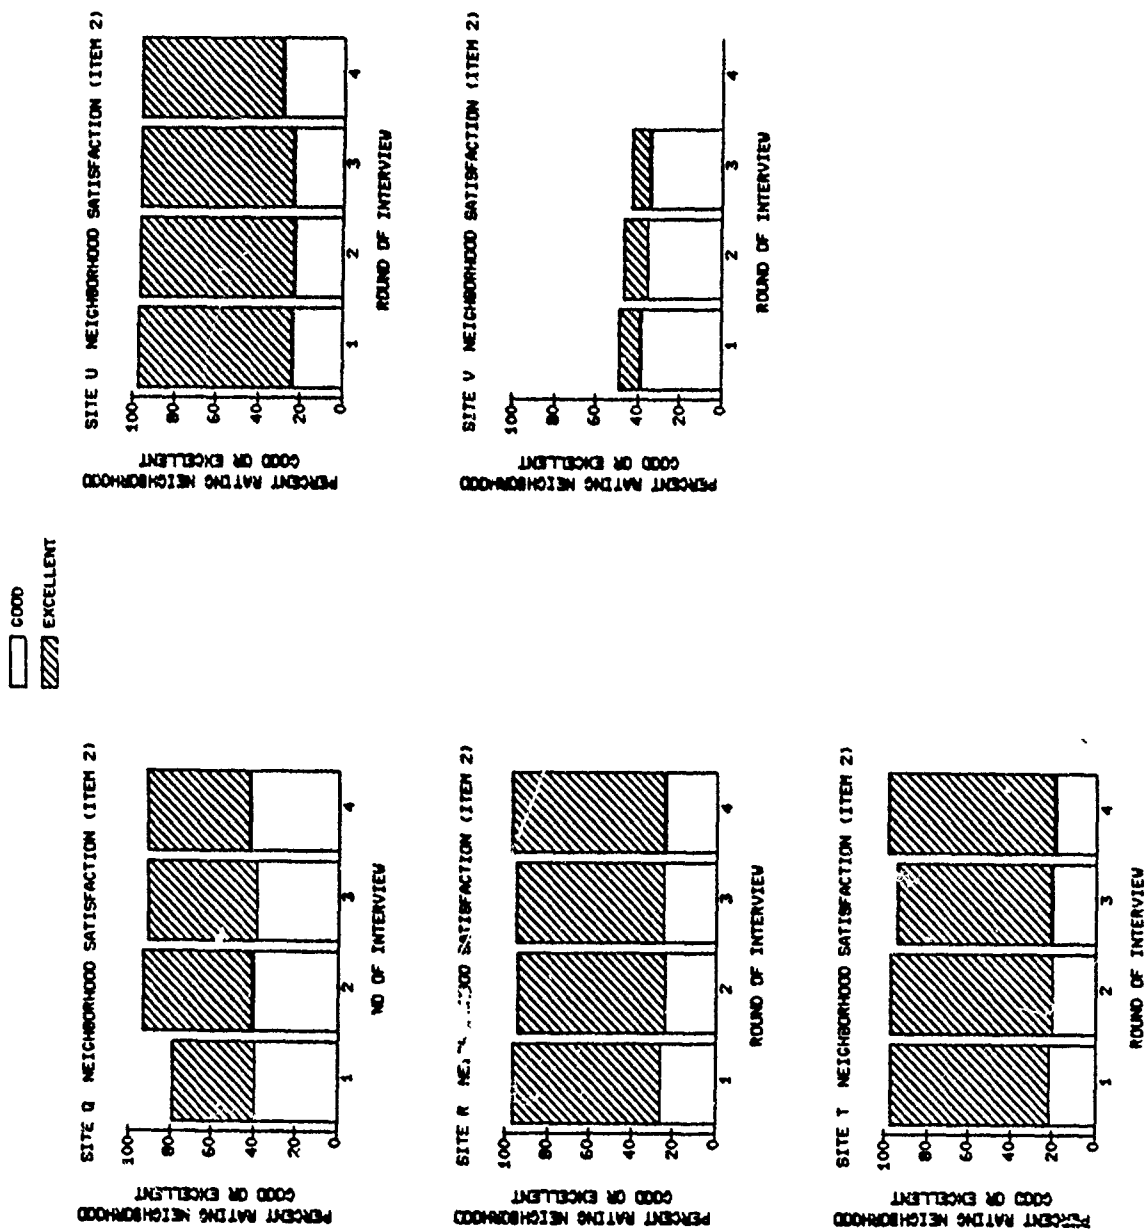 GOOD
EXCELLENT
SITE Q NEIGHBORHOOD SATISFACTION (ITEM 2)
PERCENT RATING NEIGHBORHOOD
GOOD OR EXCELLENT
100
80
60
40
20
0
1 2 3 4
ND OF INTERVIEW
SITE U NEIGHBORHOOD SATISFACTION (ITEM 2)
PERCENT RATING NEIGHBORHOOD
GOOD OR EXCELLENT
100
80
60
40
20
0
1 2 3 4
ROUND OF INTERVIEW
SITE R SATISFACTION (ITEM 2)
PERCENT RATING NEIGHBORHOOD
GOOD OR EXCELLENT
100
80
60
40
20
0
1 2 3 4
ROUND OF INTERVIEW
SITE V NEIGHBORHOOD SATISFACTION (ITEM 2)
PERCENT RATING NEIGHBORHOOD
GOOD OR EXCELLENT
100
80
60
40
20
0
1 2 3 4
ROUND OF INTERVIEW
SITE T NEIGHBORHOOD SATISFACTION (ITEM 2)
PERCENT RATING NEIGHBORHOOD
GOOD OR EXCELLENT
100
80
60
40
20
0
1 2 3 4
ROUND OF INTERVIEW